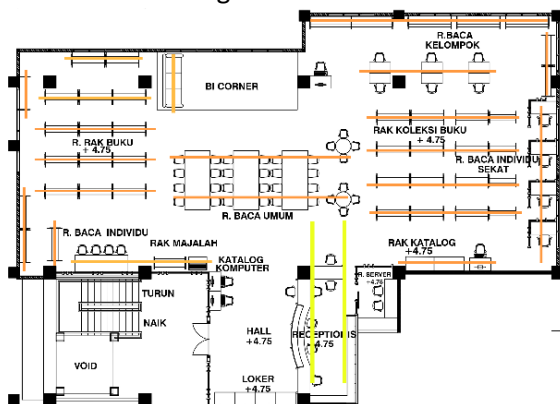 R.BACA
KELOMPOK
BI CORNER
R. RAK BUKU
+ 4.75
RAK KOLEKSI BUKU
+ 4.75
R. BACA INDIVIDU
SEKAT
R. BACA UMUM
R. BACA INDIVIDU
RAK MAJALAH
KATALOG
KOMPUTER
RAK KATALOG
+4.75
R. SERVER
+4.75
TURUN
NAIK
HALL
+4.75
RECEPTIONIS
+4.75
VOID
LOKER
+4.75